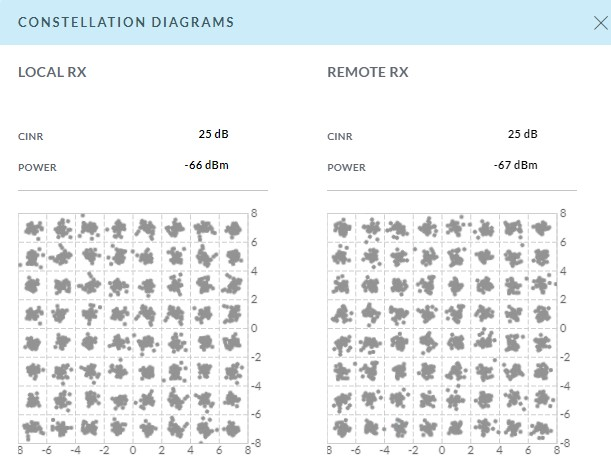 CONSTELLATION DIAGRAMS
LOCAL RX
CINR 25 dB
POWER -66 dBm
8
6
4
2
0
-2
-4
-6
-8
8 -6 -4 -2 0 2 4 6 8
REMOTE RX
CINR 25 dB
POWER -67 dBm
8
6
4
2
0
-2
-4
-6
-8
8 -6 -4 -2 0 2 4 6 8